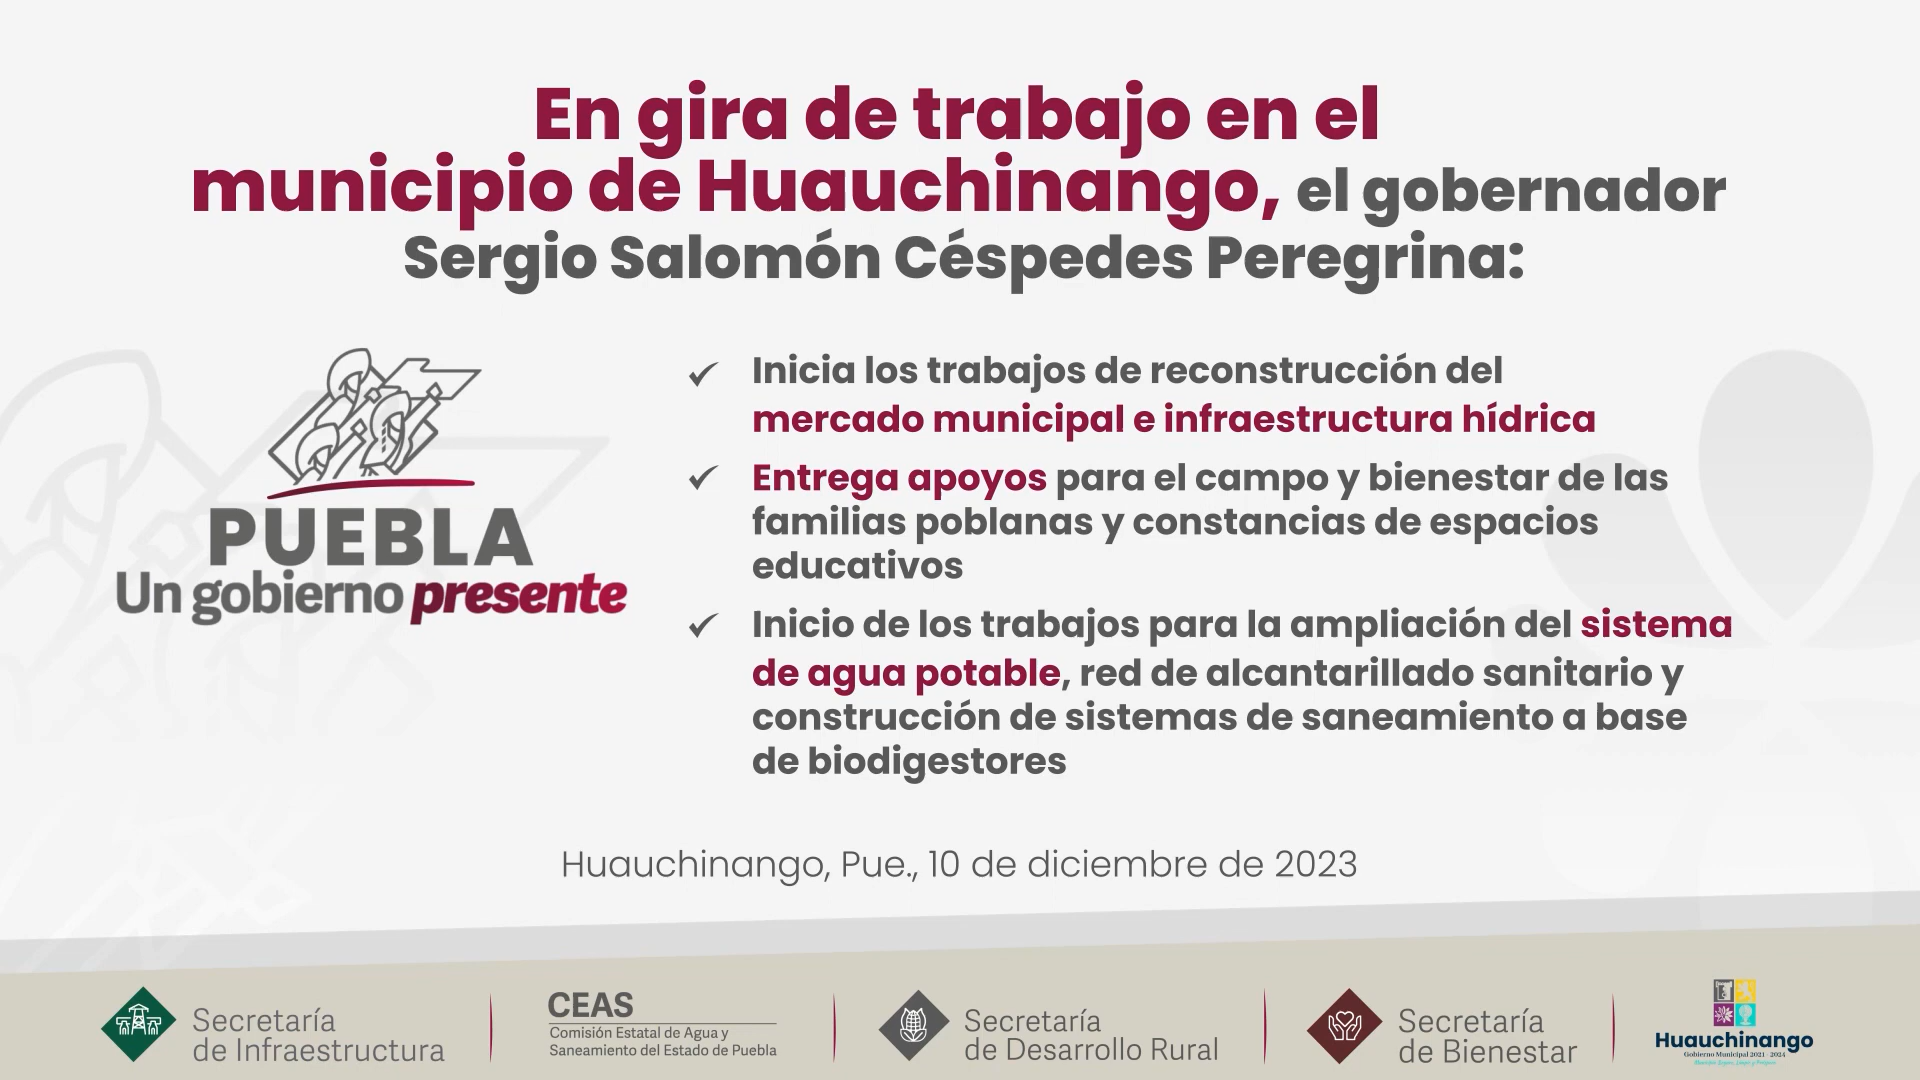 En gira de trabajo en el
municipio de Huauchinango, el gobernador
Sergio Salomón Céspedes Peregrina:
Inicia los trabajos de reconstrucción del
mercado municipal e infraestructura hídrica
Entrega apoyos para el campo y bienestar de las
familias poblanas y constancias de espacios
educativos
Inicio de los trabajos para la ampliación del sistema
de agua potable, red de alcantarillado sanitario y
construcción de sistemas de saneamiento a base
de biodigestores
PUEBLA
Un gobierno presente
Huauchinango, Pue., 10 de diciembre de 2023
Secretaría
de Infraestructura
CEAS
Comisión Estatal de Agua y
Saneamiento del Estado de Puebla
Secretaría
de Desarrollo Rural
Secretaría
de Bienestar
Huauchinango
Gobierno Municipal 2021 - 2024